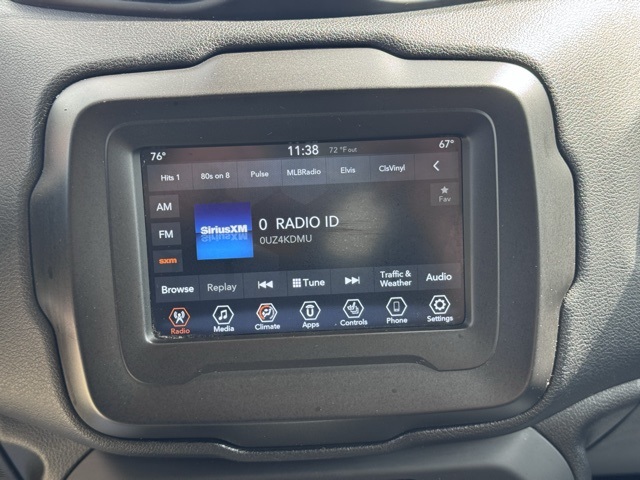 76° 11:38 72 °F out 67°
Hits 1 80s on 8 Pulse MLBRadio Elvis ClsVinyl
AM
Fav
FM
sxm
SiriusXM
0 RADIO ID
0UZ4KDMU
Browse Replay Tune Traffic & Weather Audio
Radio Media Climate Apps Controls Phone Settings